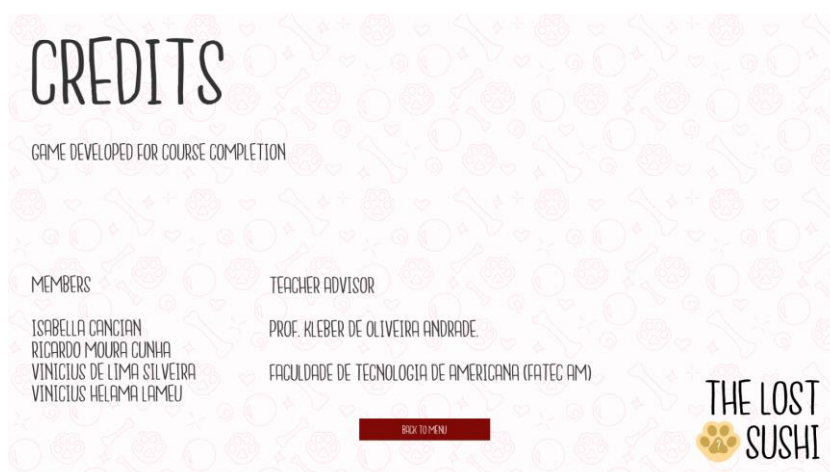 CREDITS
GAME DEVELOPED FOR COURSE COMPLETION
MEMBERS
ISABELLA CANCIAN
RICARDO MOURA CUNHA
VINICIUS DE LIMA SILVEIRA
VINICIUS HELAMA LAMEU
TEACHER ADVISOR
PROF. KLEBER DE OLIVEIRA ANDRADE.
FACULDADE DE TECNOLOGIA DE AMERICANA (FATEC AM)
BACK TO MENU
THE LOST
? SUSHI